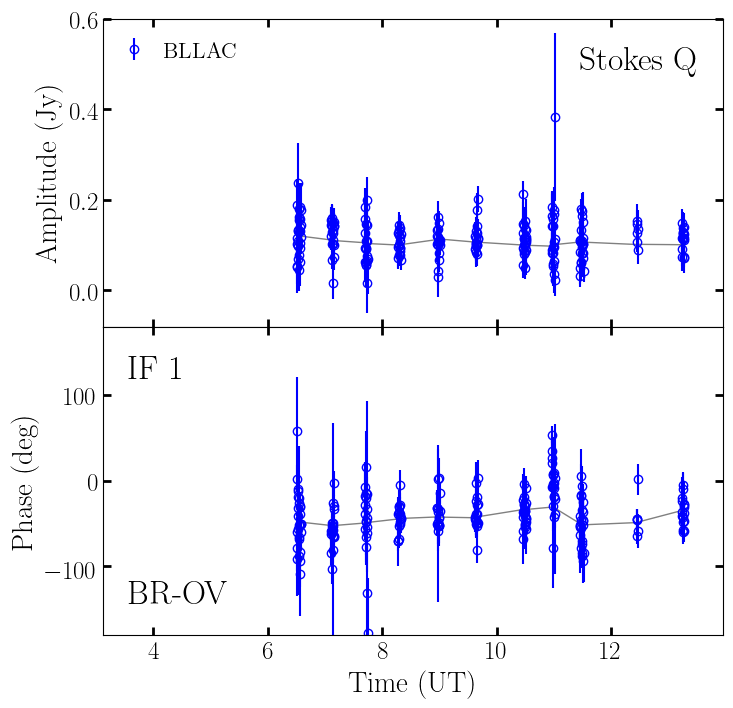 0.6
BLLAC
Stokes Q
0.4
0.2
0.0
Amplitude (Jy)
IF 1
100
0
−100
Phase (deg)
BR-OV
4 6 8 10 12
Time (UT)